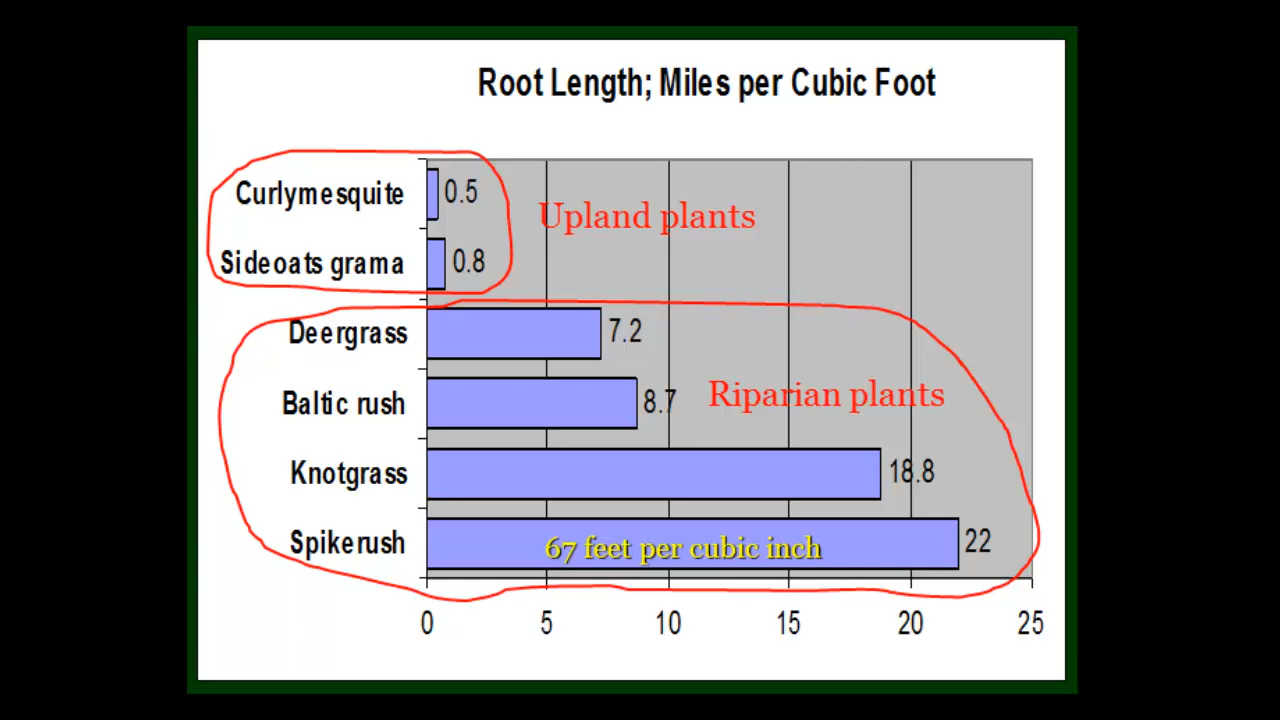 Root Length; Miles per Cubic Foot
Curlymesquite 0.5
Upland plants
Sideoats grama 0.8
Deergrass 7.2
Baltic rush 8.7
Riparian plants
Knotgrass 18.8
Spikerush 67 feet per cubic inch 22
0 5 10 15 20 25